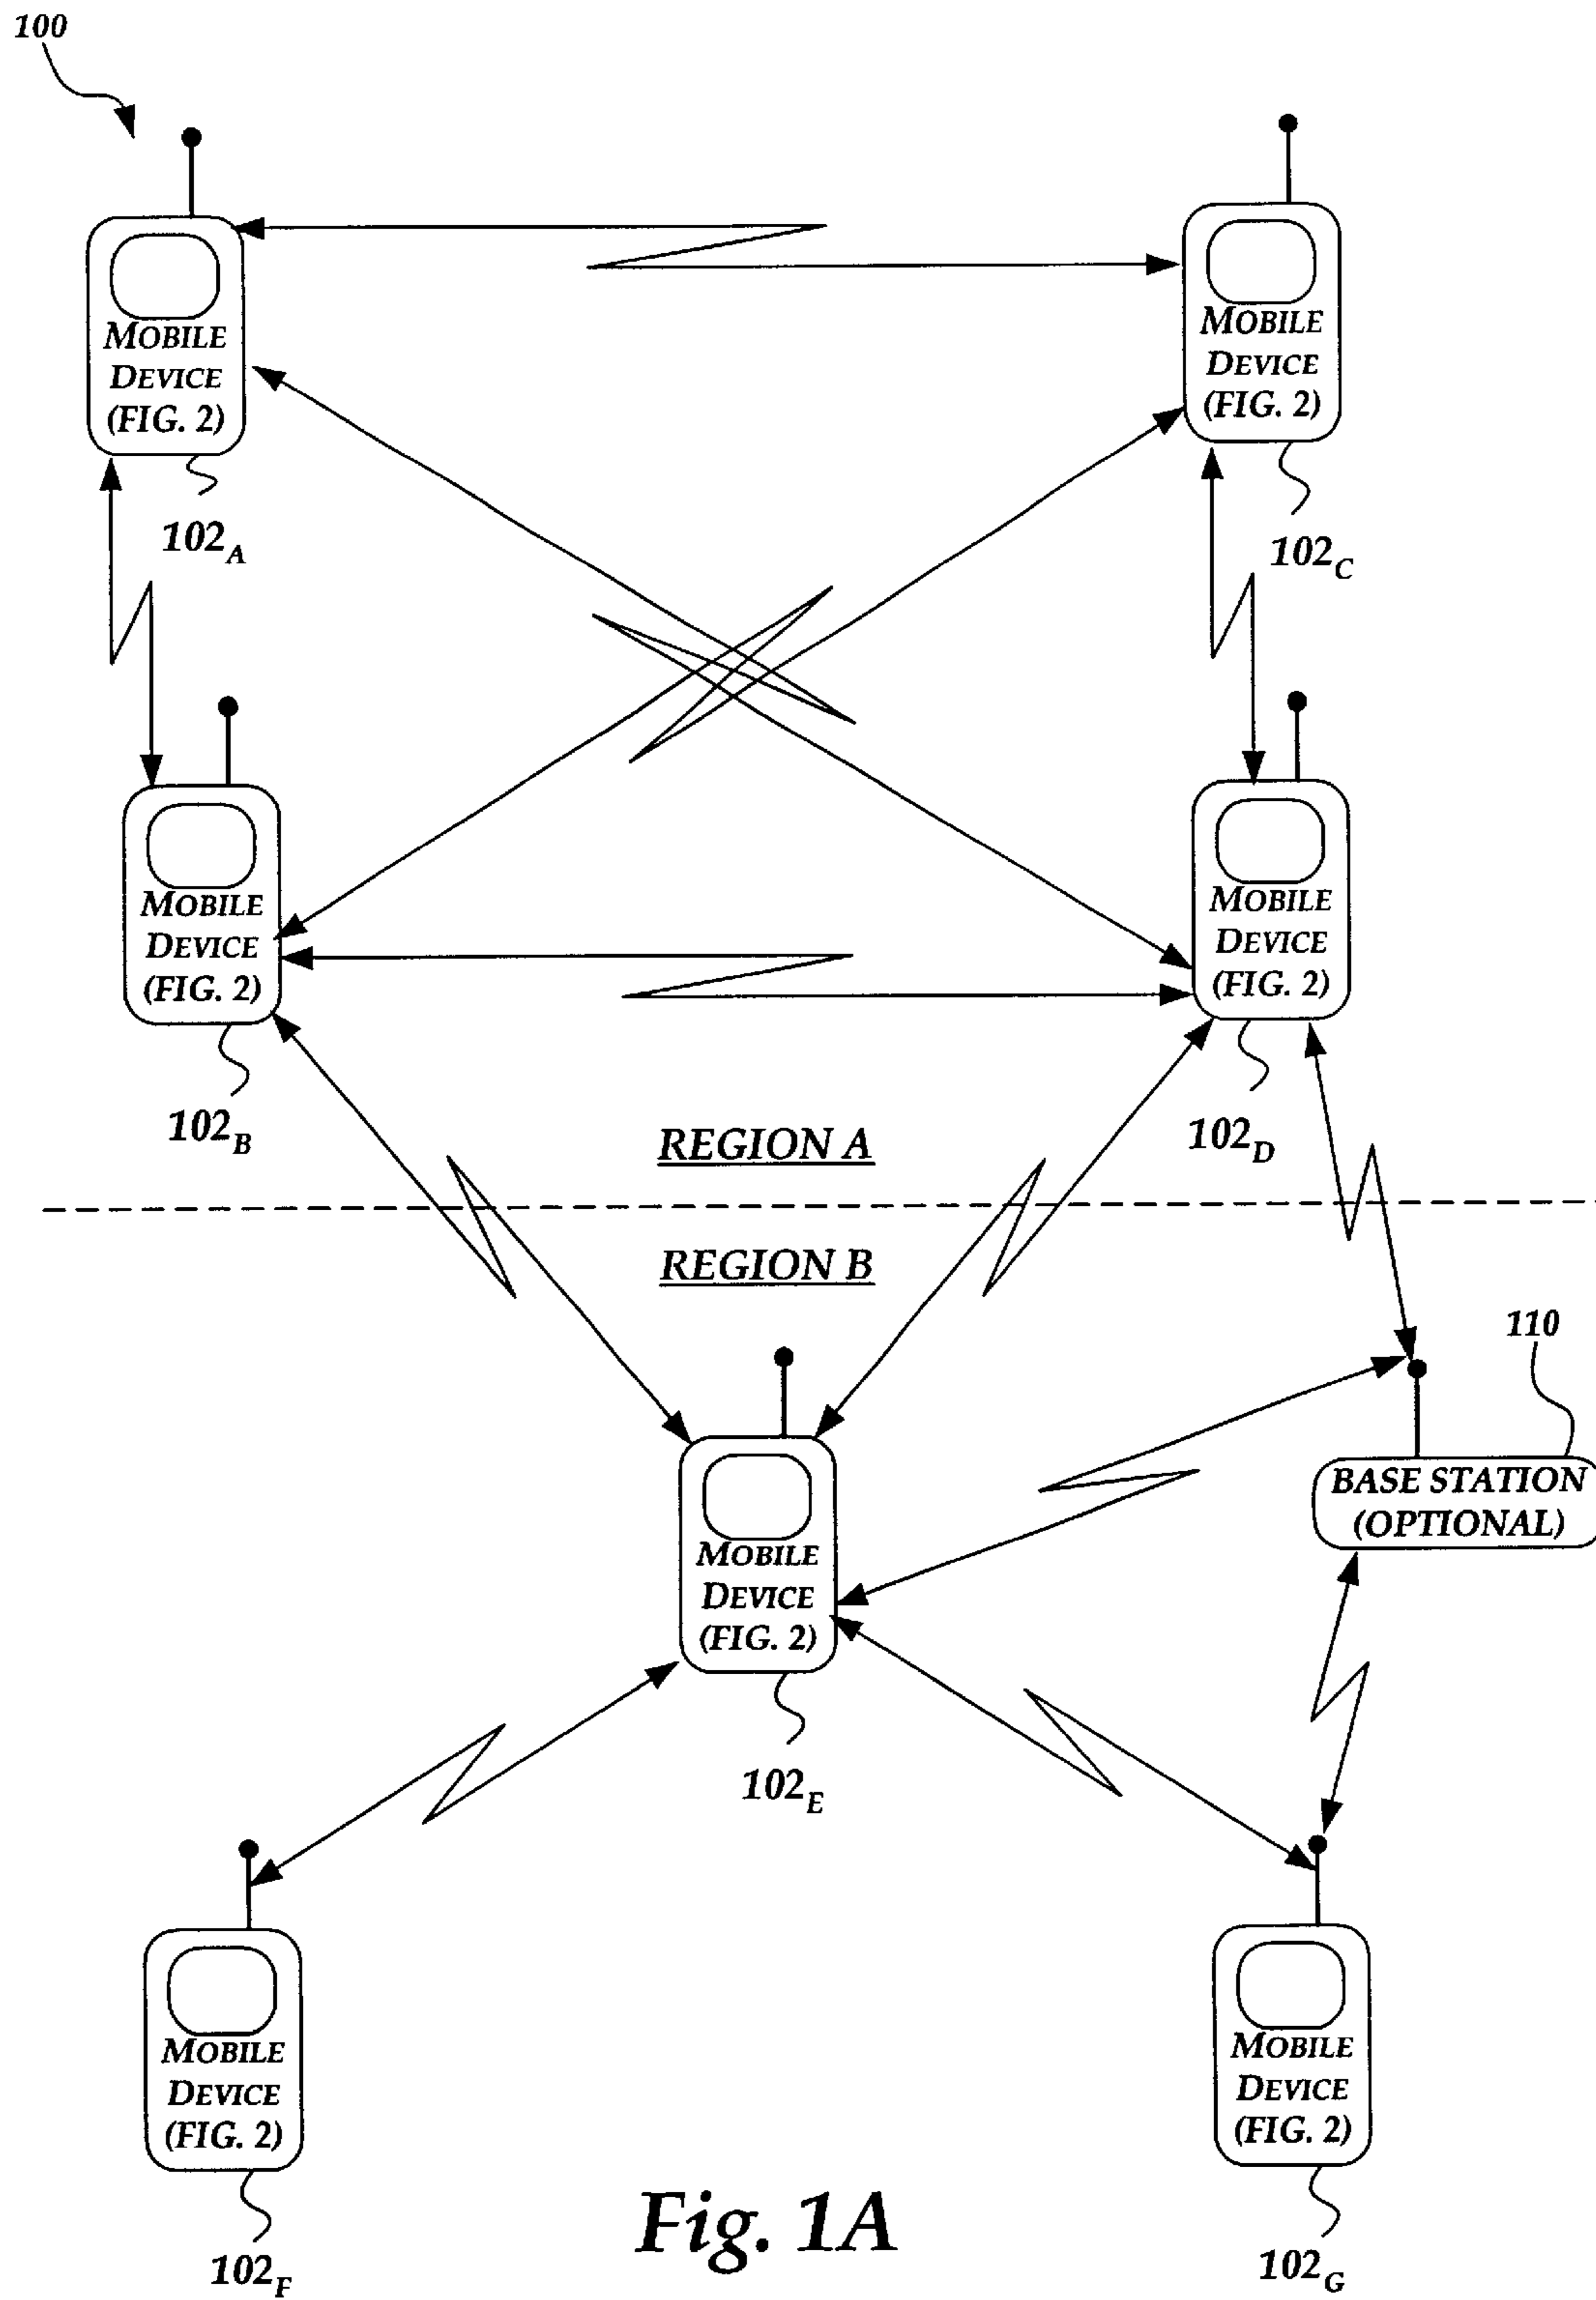 100
MOBILE
DEVICE
(FIG. 2)
102A
MOBILE
DEVICE
(FIG. 2)
102C
MOBILE
DEVICE
(FIG. 2)
102B
MOBILE
DEVICE
(FIG. 2)
102D
REGION A
REGION B
110
BASE STATION
(OPTIONAL)
MOBILE
DEVICE
(FIG. 2)
102E
MOBILE
DEVICE
(FIG. 2)
102F
MOBILE
DEVICE
(FIG. 2)
102G
Fig. 1A